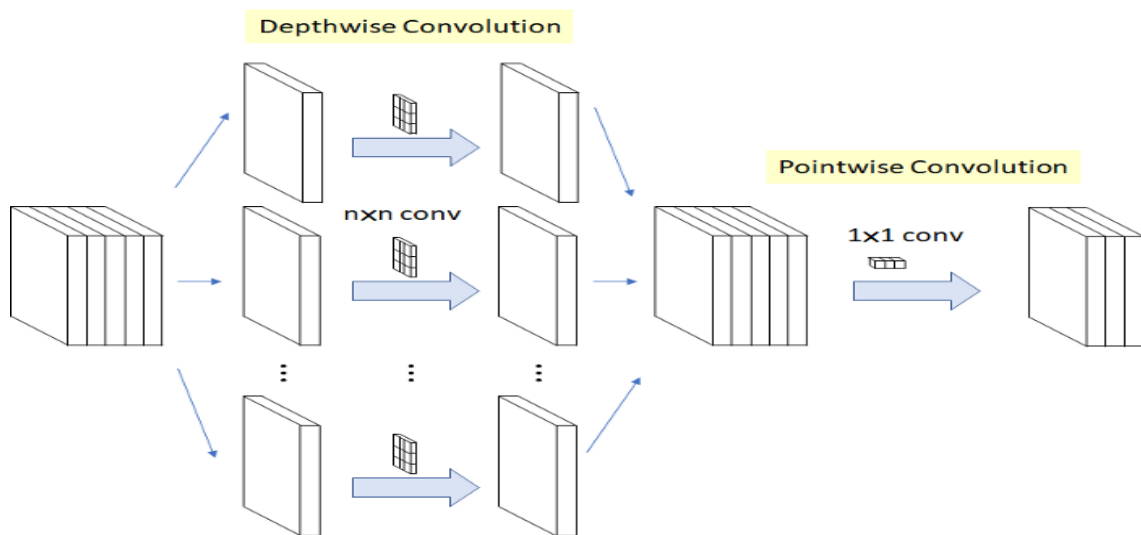 Depthwise Convolution
Pointwise Convolution
nxn conv
1x1 conv